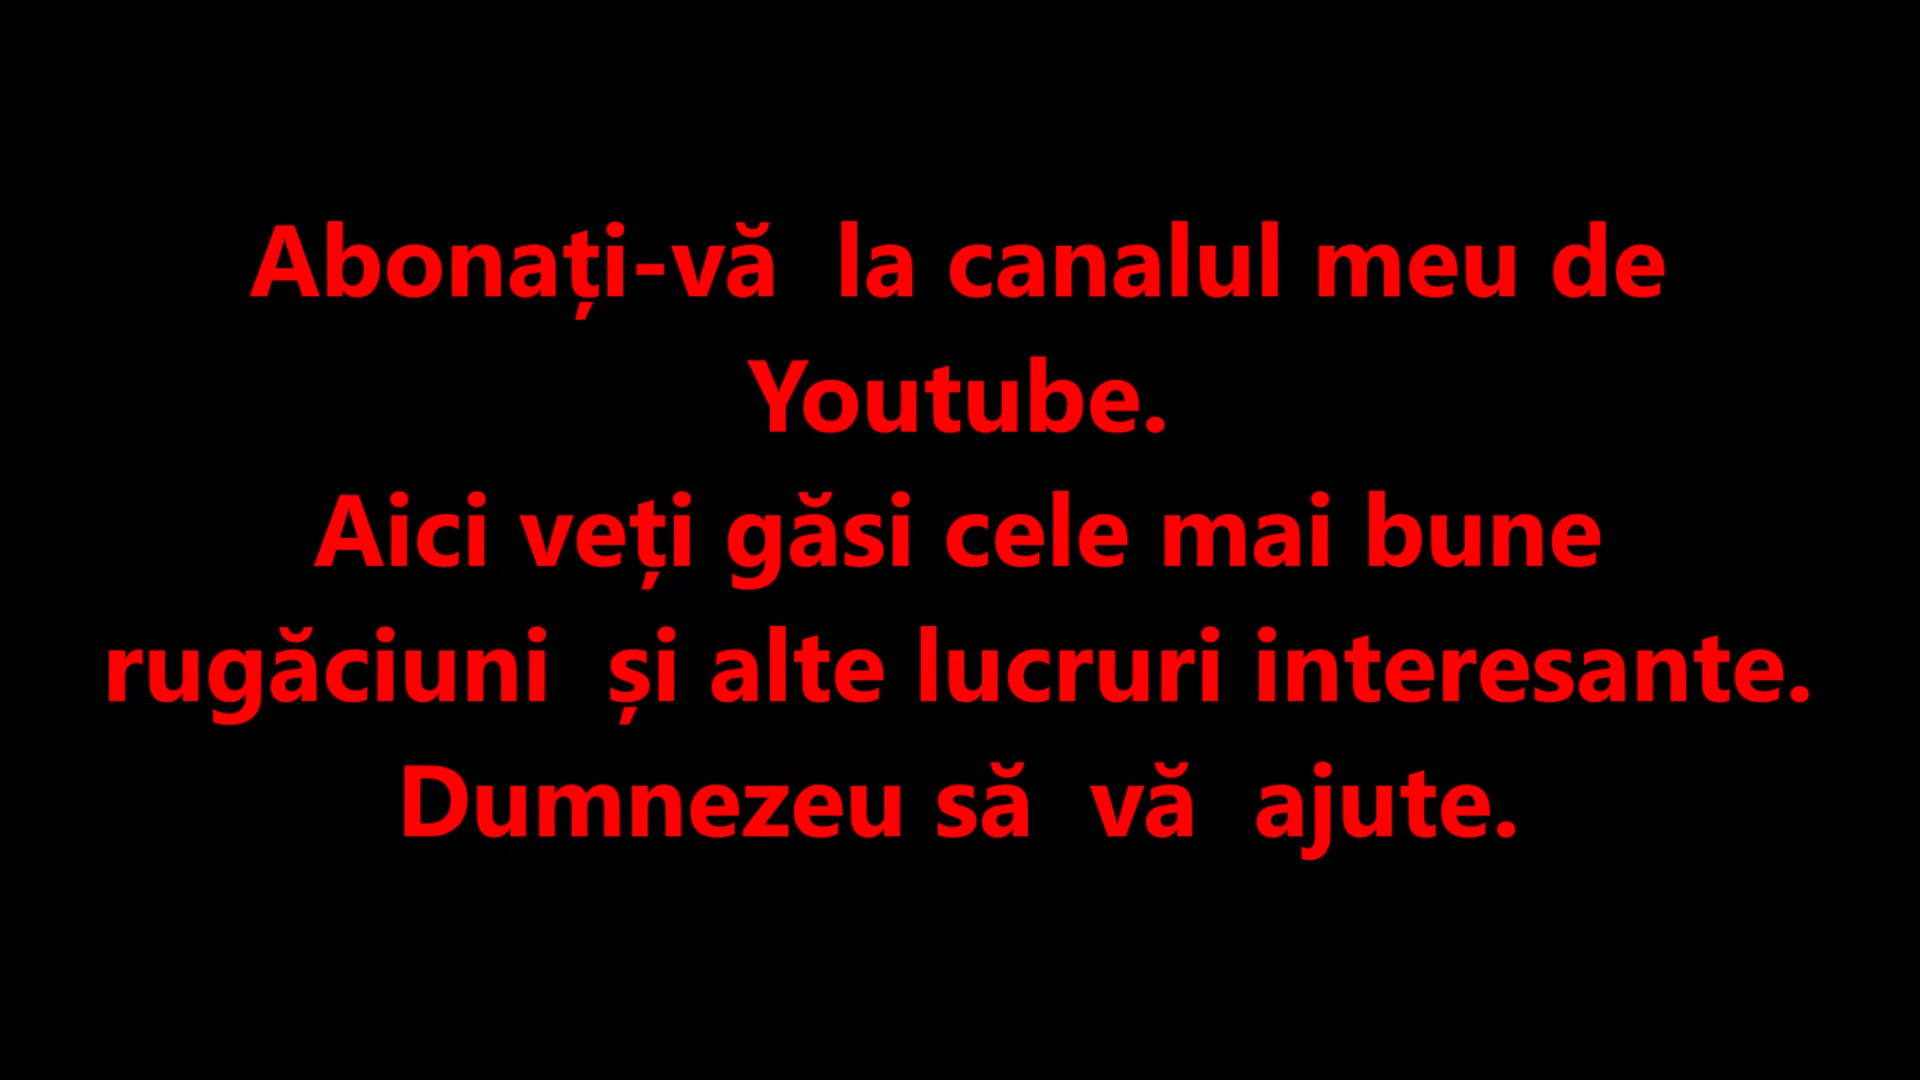 Abonați-vă la canalul meu de
Youtube.
Aici veți găsi cele mai bune
rugăciuni și alte lucruri interesante.
Dumnezeu să vă ajute.